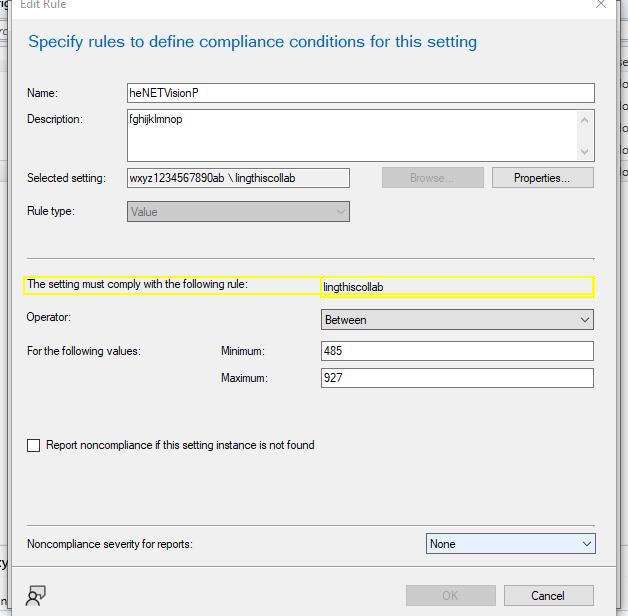 Edit Rule
Specify rules to define compliance conditions for this setting
Name:
heNETVisionP
Description:
fghijklmnop
Selected setting:
wxyz1234567890ab \ lingthiscollab
Browse...
Properties...
Rule type:
Value
The setting must comply with the following rule:
lingthiscollab
Operator:
Between
For the following values:
Minimum:
485
Maximum:
927
Report noncompliance if this setting instance is not found
Noncompliance severity for reports:
None
OK
Cancel